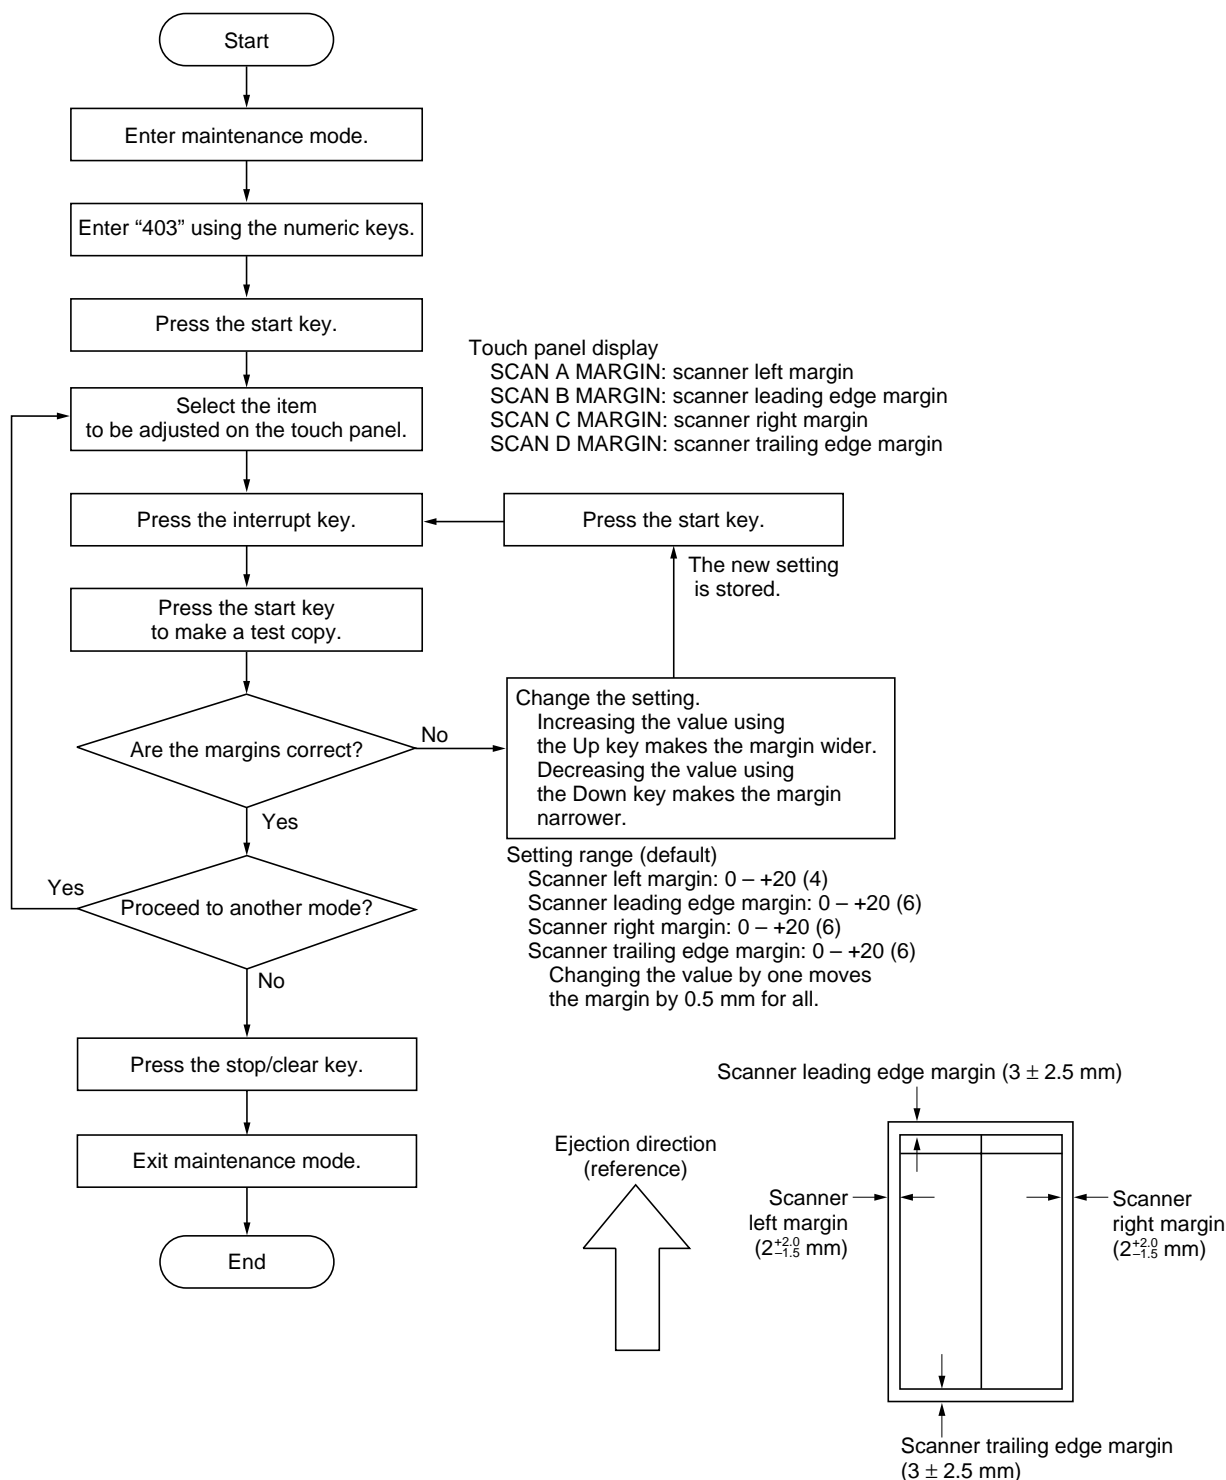 Start
Enter maintenance mode.
Enter “403” using the numeric keys.
Press the start key.
Touch panel display
SCAN A MARGIN: scanner left margin
SCAN B MARGIN: scanner leading edge margin
SCAN C MARGIN: scanner right margin
SCAN D MARGIN: scanner trailing edge margin
Select the item
to be adjusted on the touch panel.
Press the interrupt key.
Press the start key.
The new setting
is stored.
Press the start key
to make a test copy.
Are the margins correct?
No
Change the setting.
Increasing the value using
the Up key makes the margin wider.
Decreasing the value using
the Down key makes the margin
narrower.
Yes
Setting range (default)
Scanner left margin: 0 – +20 (4)
Scanner leading edge margin: 0 – +20 (6)
Scanner right margin: 0 – +20 (6)
Scanner trailing edge margin: 0 – +20 (6)
Changing the value by one moves
the margin by 0.5 mm for all.
Yes
Proceed to another mode?
No
Press the stop/clear key.
Exit maintenance mode.
End
Ejection direction
(reference)
Scanner leading edge margin (3 ± 2.5 mm)
Scanner
left margin
(2+2.0 –1.5 mm)
Scanner
right margin
(2+2.0 –1.5 mm)
Scanner trailing edge margin
(3 ± 2.5 mm)